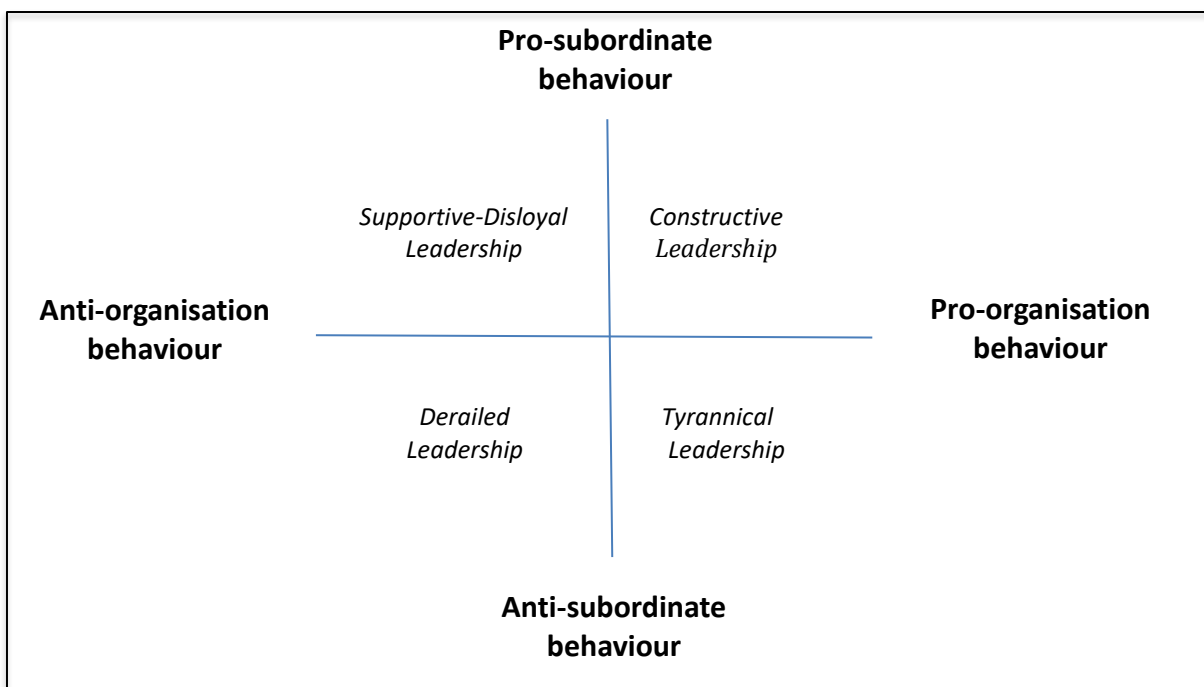 Pro-subordinate
behaviour
Supportive-Disloyal
Leadership
Constructive
Leadership
Anti-organisation
behaviour
Pro-organisation
behaviour
Derailed
Leadership
Tyrannical
Leadership
Anti-subordinate
behaviour